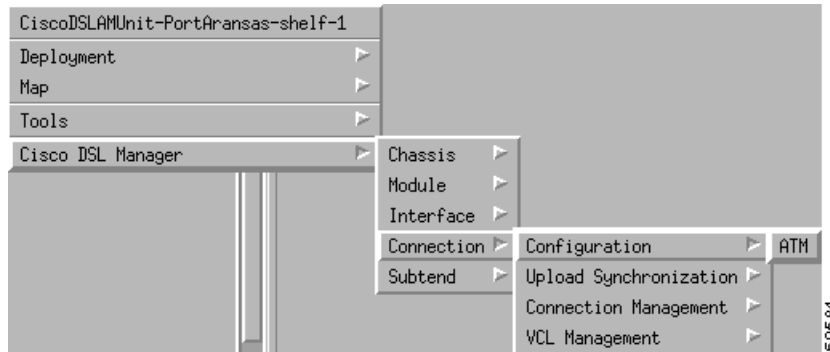 CiscoDSLAMUnit-PortAransas-shelf-1
Deployment
Map
Tools
Cisco DSL Manager
Chassis
Module
Interface
Connection
Subtend
Configuration
Upload Synchronization
Connection Management
VCL Management
ATM